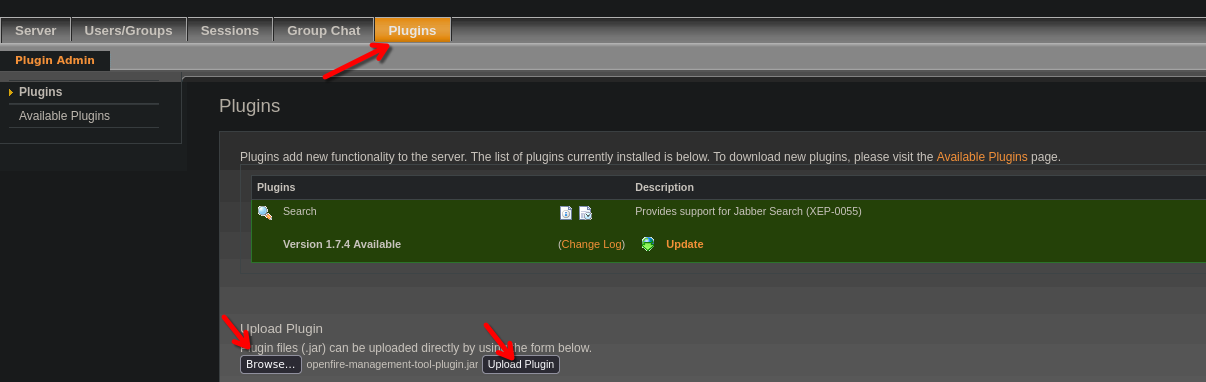 Server Users/Groups Sessions Group Chat Plugins
Plugin Admin
Plugins
Available Plugins
Plugins
Plugins add new functionality to the server. The list of plugins currently installed is below. To download new plugins, please visit the Available Plugins page.
Plugins Description
Search Provides support for Jabber Search (XEP-0055)
Version 1.7.4 Available (Change Log) Update
Upload Plugin
Plugin files (.jar) can be uploaded directly by using the form below.
Browse... openfire-management-tool-plugin.jar Upload Plugin